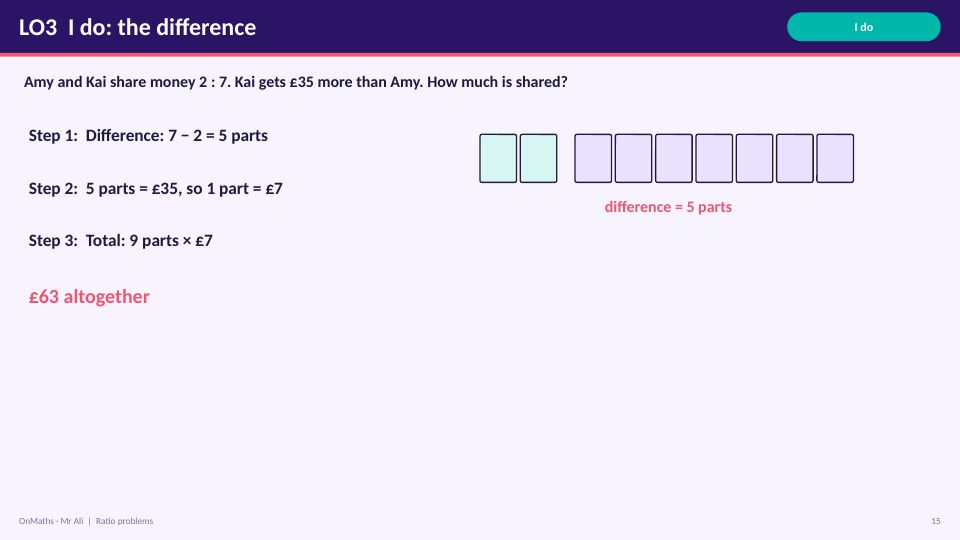 LO3  I do: the difference
I do
Amy and Kai share money 2 : 7. Kai gets £35 more than Amy. How much is shared?
Step 1:  Difference: 7 − 2 = 5 parts
Step 2:  5 parts = £35, so 1 part = £7
Step 3:  Total: 9 parts × £7
£63 altogether
difference = 5 parts
OnMaths · Mr Ali  |  Ratio problems
15